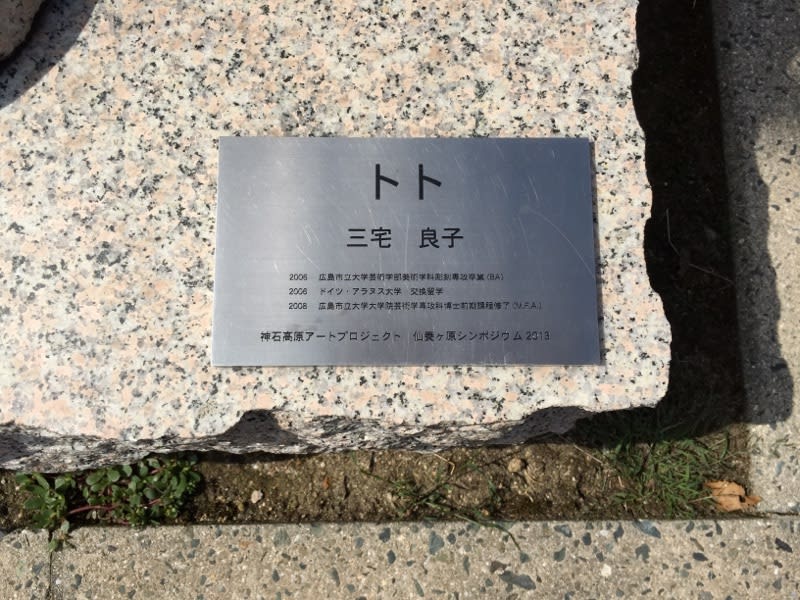 トト
三宅 良子
2006 広島市立大学芸術学部美術学科彫刻専攻卒業(BA)
2006 ドイツ・アラヌス大学 交換留学
2008 広島市立大学大学院芸術学専攻科博士前期課程修了(M.F.A.)
神石高原アートプロジェクト 仙養ヶ原シンポジウム 2013